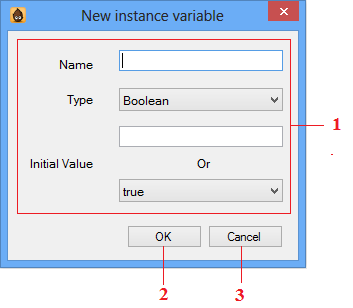 New instance variable
Name
Type Boolean
Initial Value Or
true
OK Cancel
1
2 3